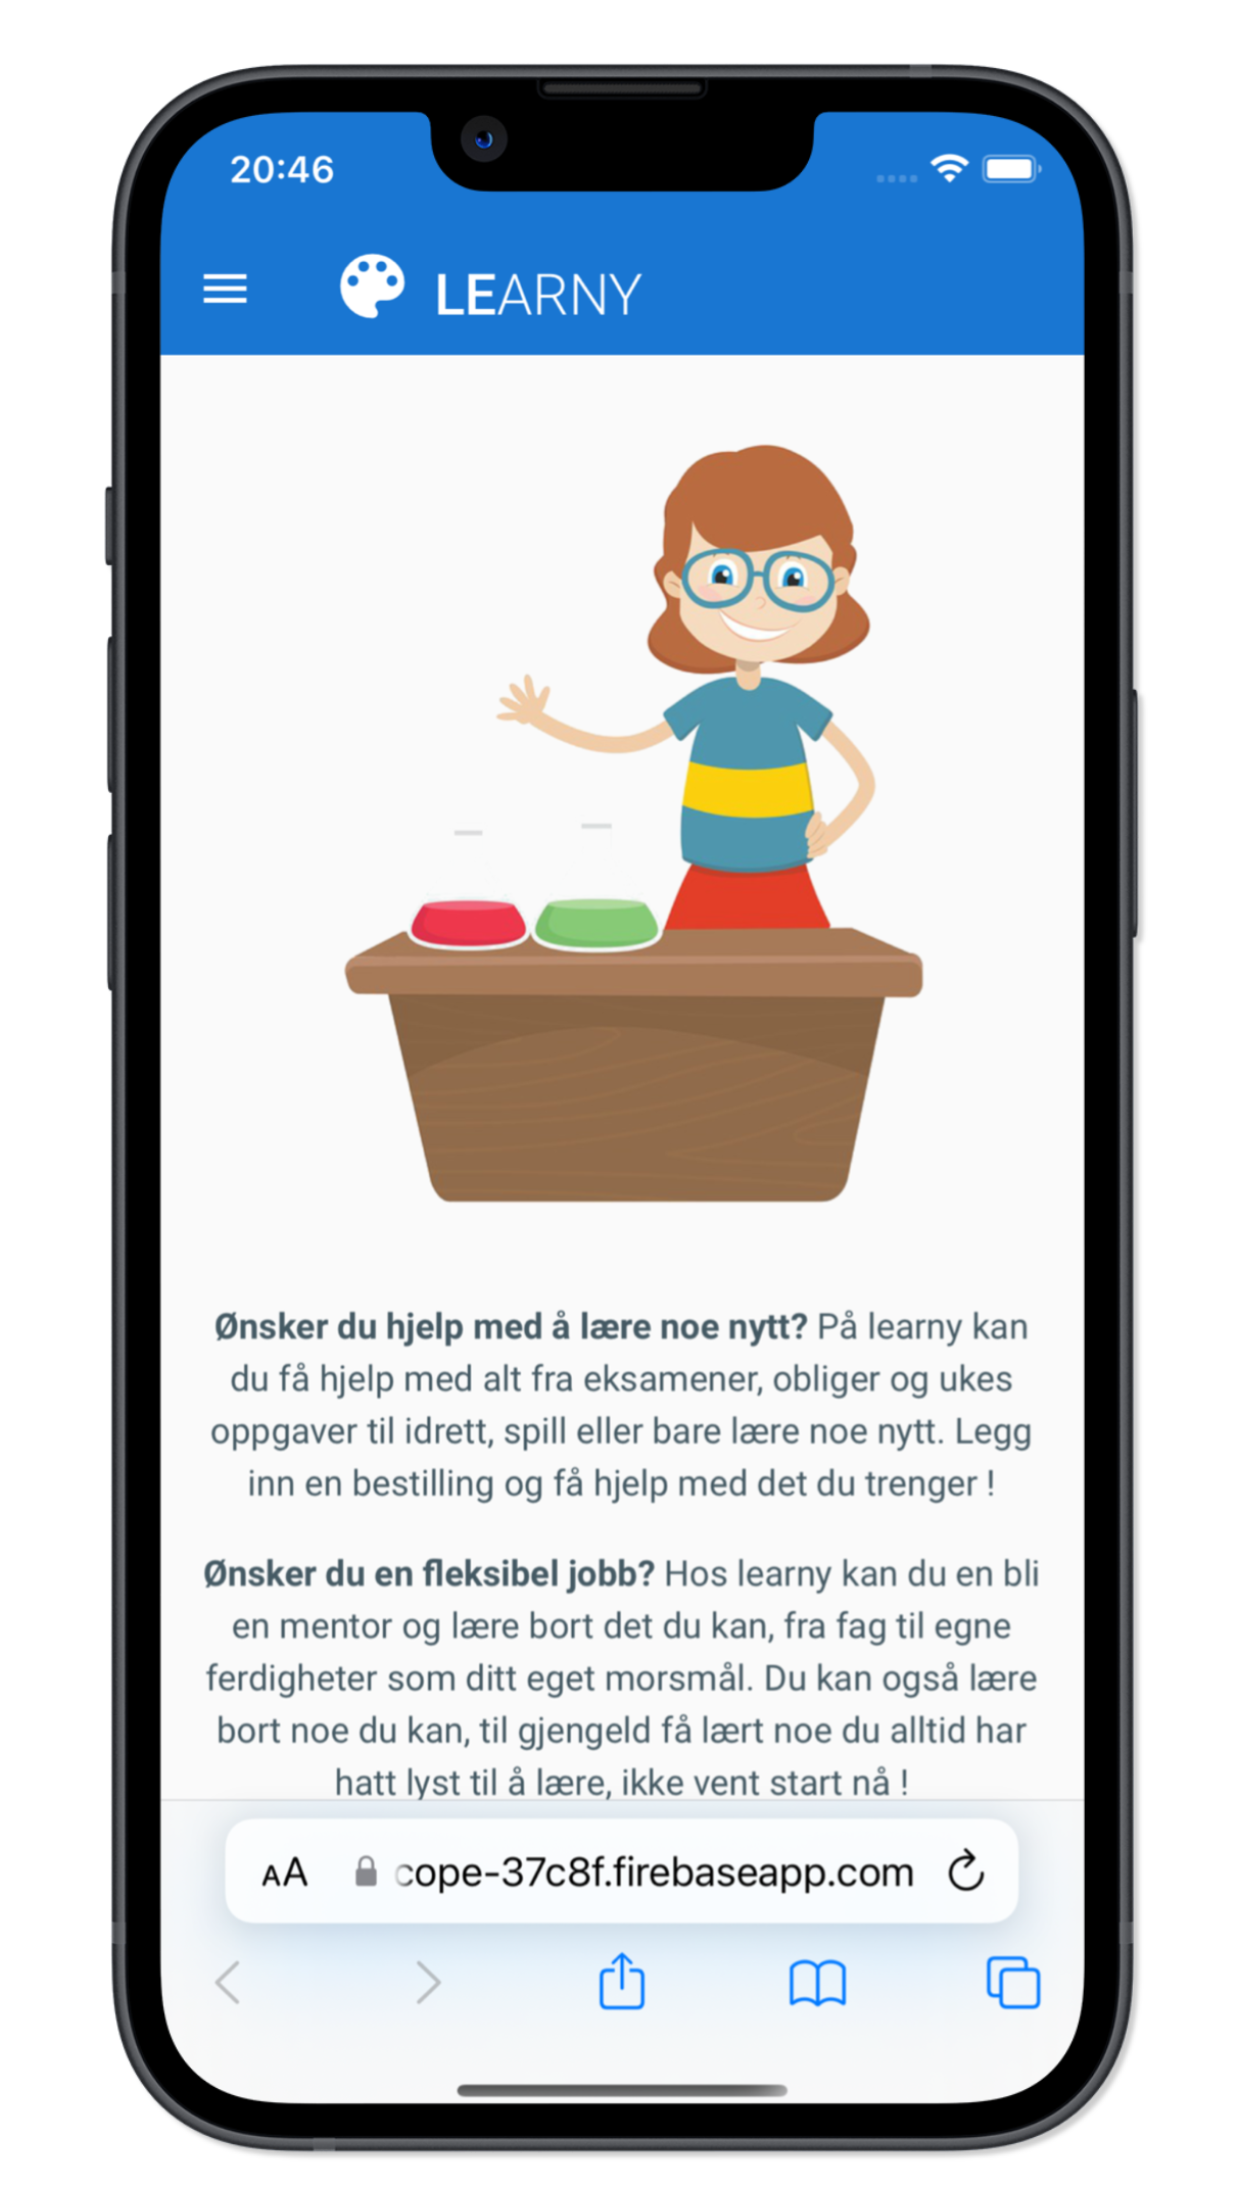 20:46
LEARNY
Ønsker du hjelp med å lære noe nytt? På learny kan
du få hjelp med alt fra eksamener, obliger og ukes
oppgaver til idrett, spill eller bare lære noe nytt. Legg
inn en bestilling og få hjelp med det du trenger !
Ønsker du en fleksibel jobb? Hos learny kan du en bli
en mentor og lære bort det du kan, fra fag til egne
ferdigheter som ditt eget morsmål. Du kan også lære
bort noe du kan, til gjengeld få lært noe du alltid har
hatt lyst til å lære, ikke vent start nå !
AA cope-37c8f.firebaseapp.com